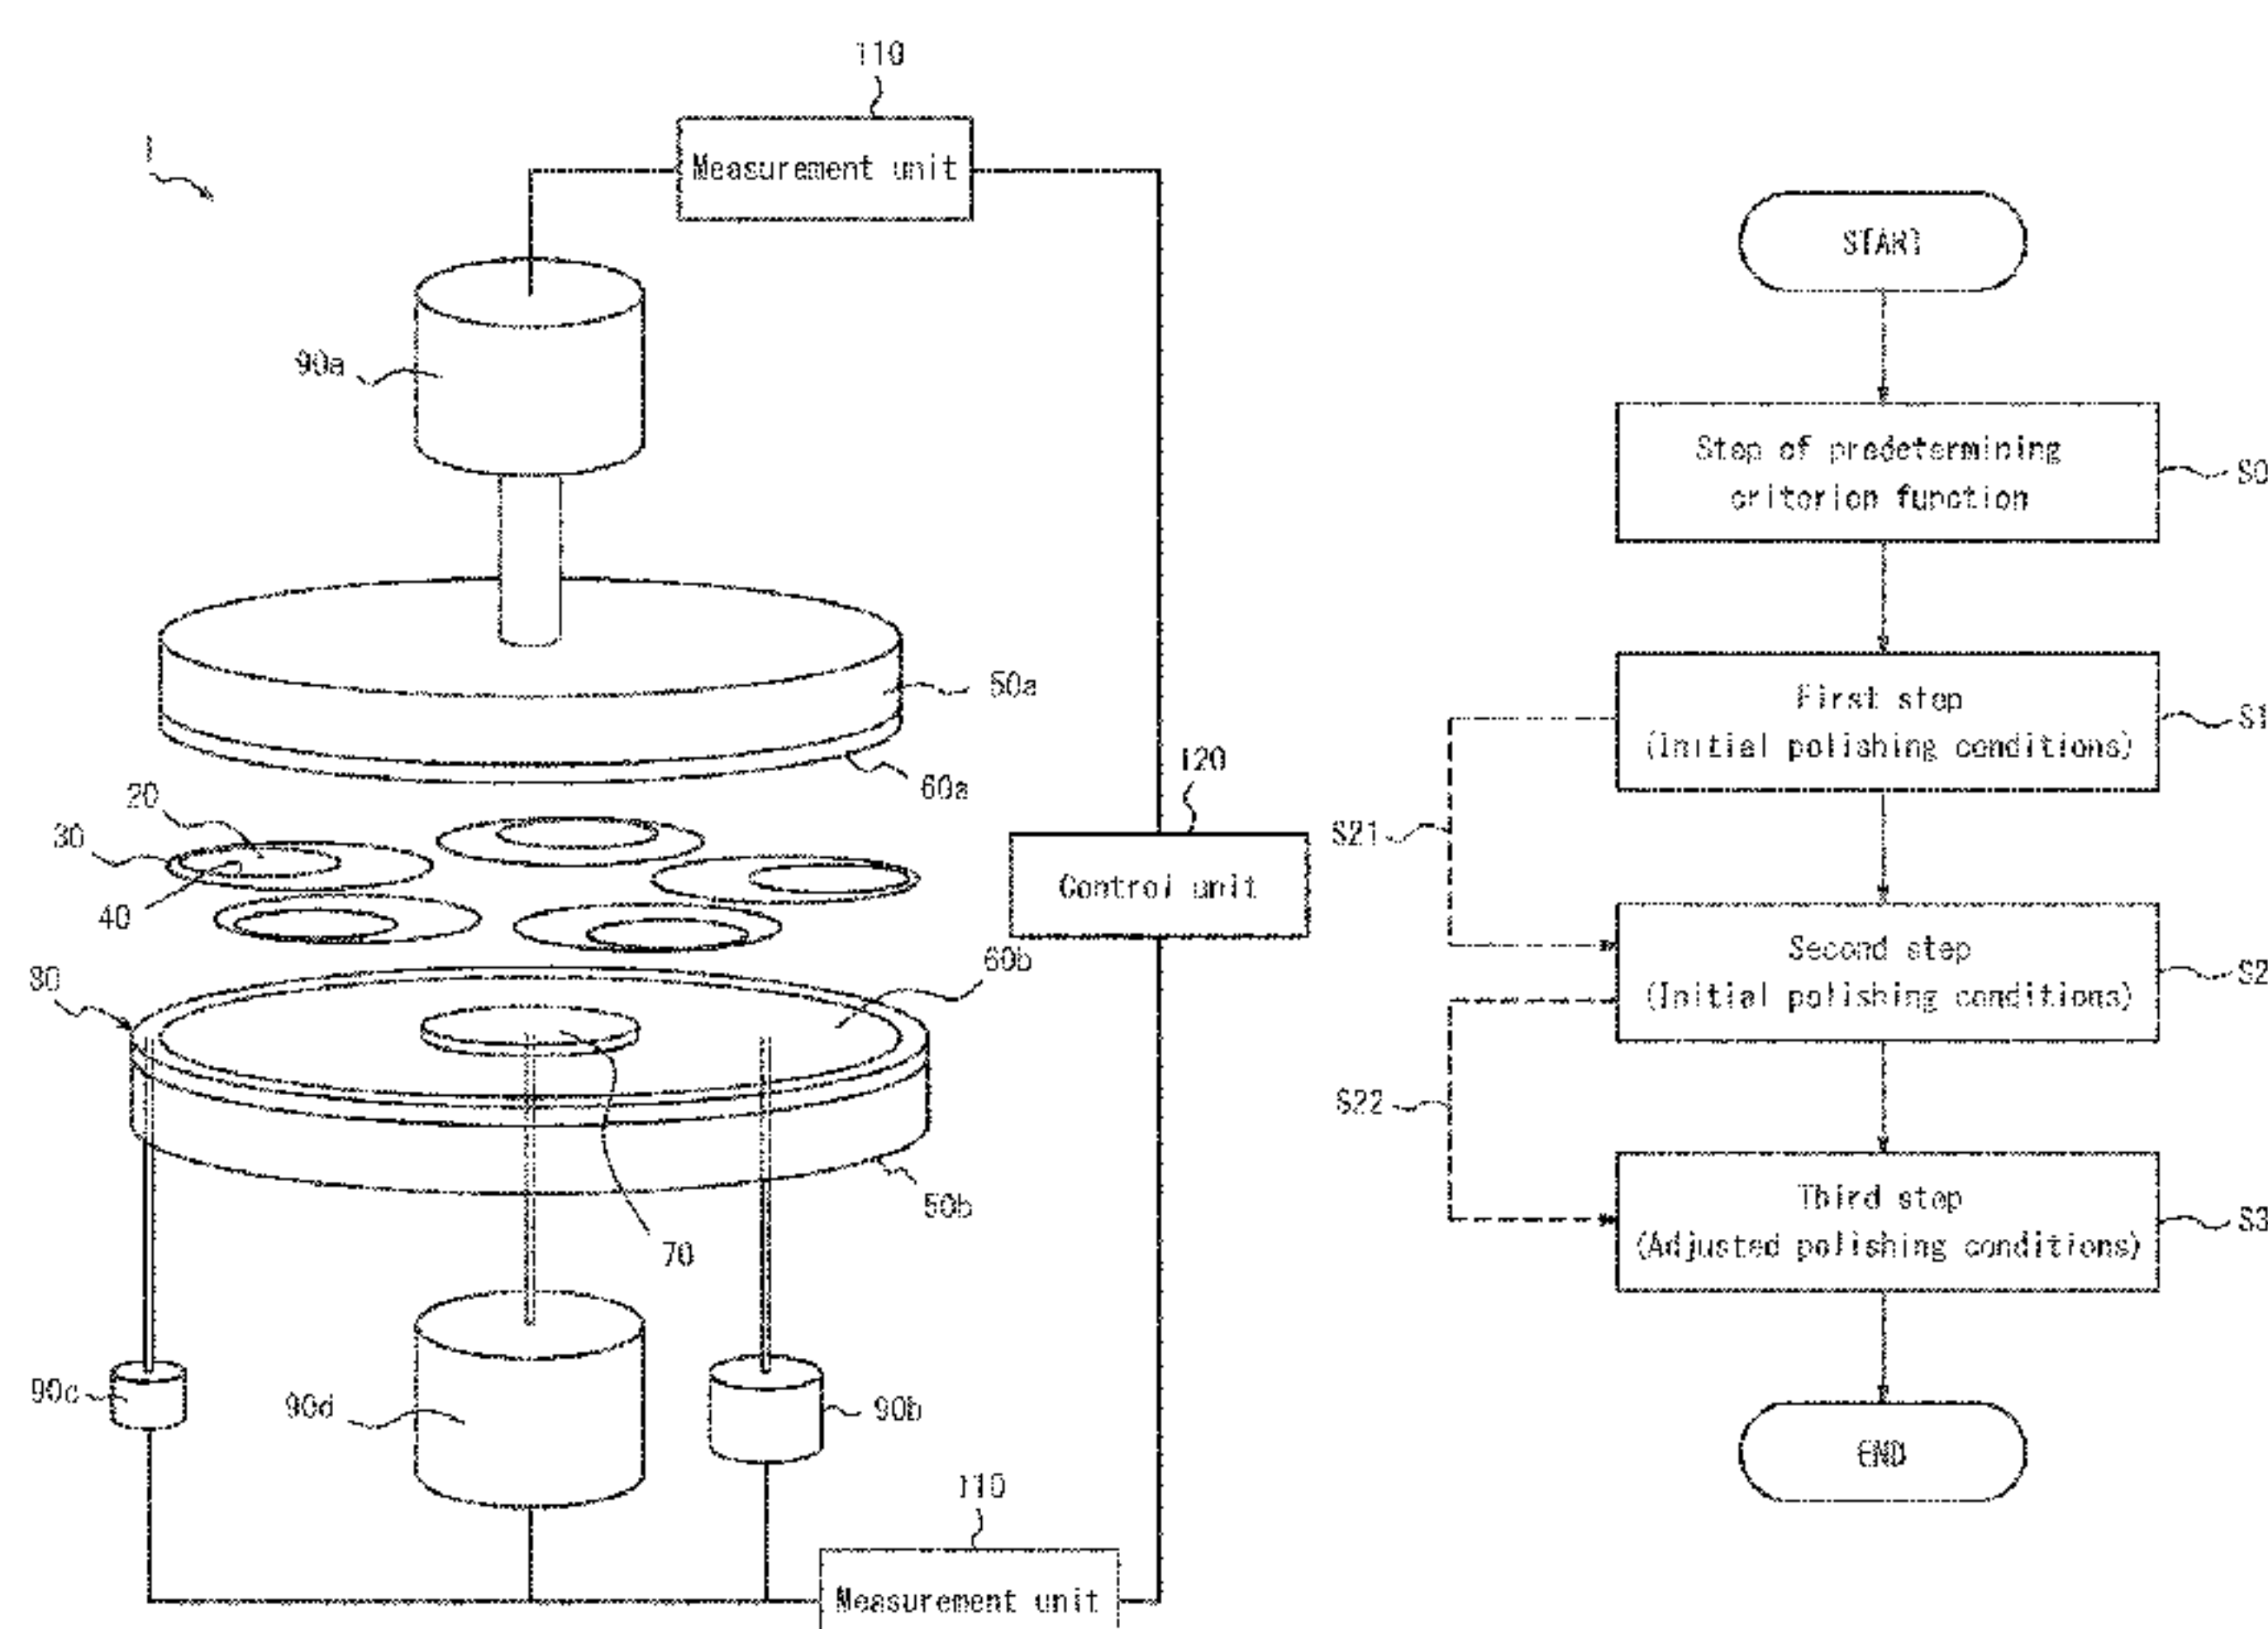 1
110
Measurement unit
90a
50a
60a
20
30
40
120
Control unit
80
60b
50b
70
90c
90d
90b
110
Measurement unit
START
Step of predetermining
criterion function
S0
First step
(Initial polishing conditions)
S1
S21
Second step
(Initial polishing conditions)
S2
S22
Third step
(Adjusted polishing conditions)
S3
END